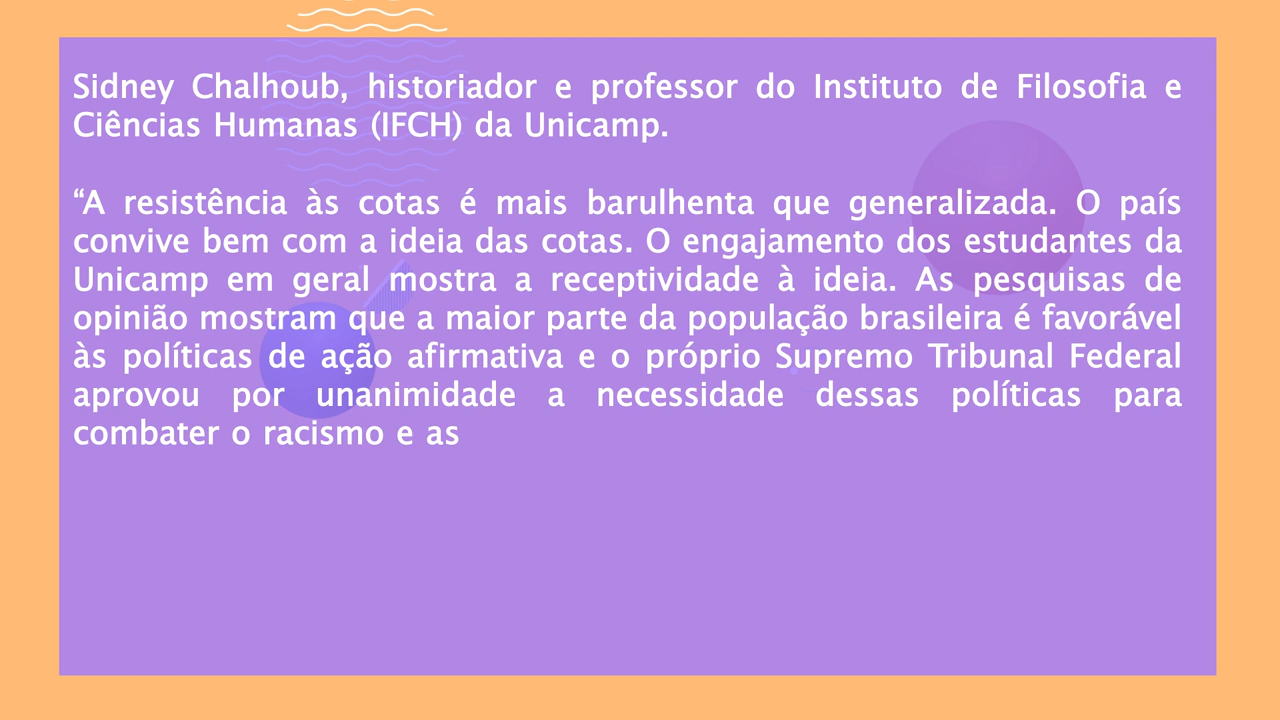 Sidney Chalhoub, historiador e professor do Instituto de Filosofia e
Ciências Humanas (IFCH) da Unicamp.
“A resistência às cotas é mais barulhenta que generalizada. O país
convive bem com a ideia das cotas. O engajamento dos estudantes da
Unicamp em geral mostra a receptividade à ideia. As pesquisas de
opinião mostram que a maior parte da população brasileira é favorável
às políticas de ação afirmativa e o próprio Supremo Tribunal Federal
aprovou por unanimidade a necessidade dessas políticas para
combater o racismo e as